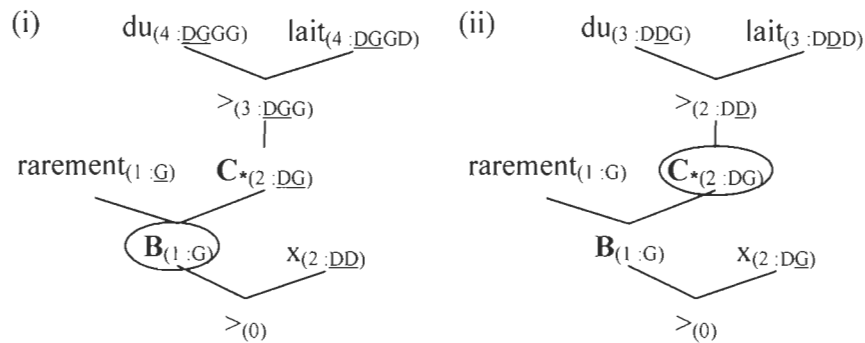 (i) du(4 :DGGG) lait(4 :DGGD) (ii) du(3 :DDG) lait(3 :DDD)
>(3 :DGG) >(2 :DD)
rarement(1 :G) C*(2 :DG) rarement(1 :G) C*(2 :DG)
B(1 :G) x(2 :DD) B(1 :G) x(2 :DG)
>(0) >(0)